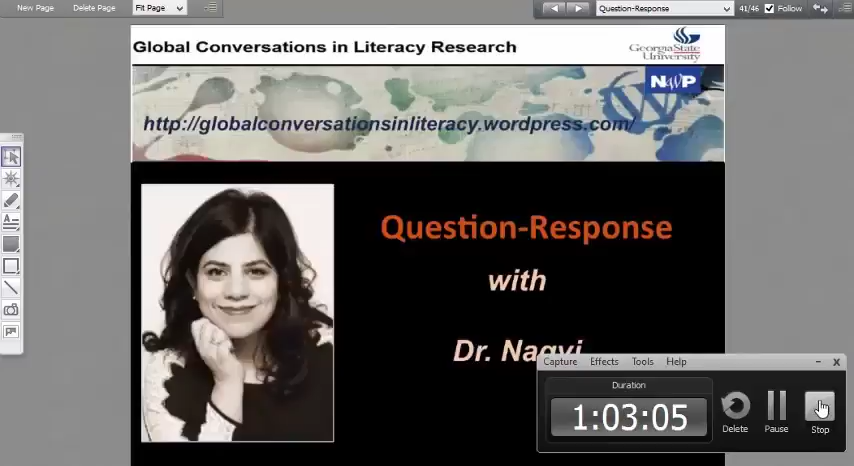 New Page Delete Page Fit Page Question-Response 41/46 Follow
Global Conversations in Literacy Research
GeorgiaState
University
NWP
http://globalconversationsinliteracy.wordpress.com/
Question-Response
with
Dr. Naqvi
Capture Effects Tools Help
Duration
1:03:05
Delete Pause Stop